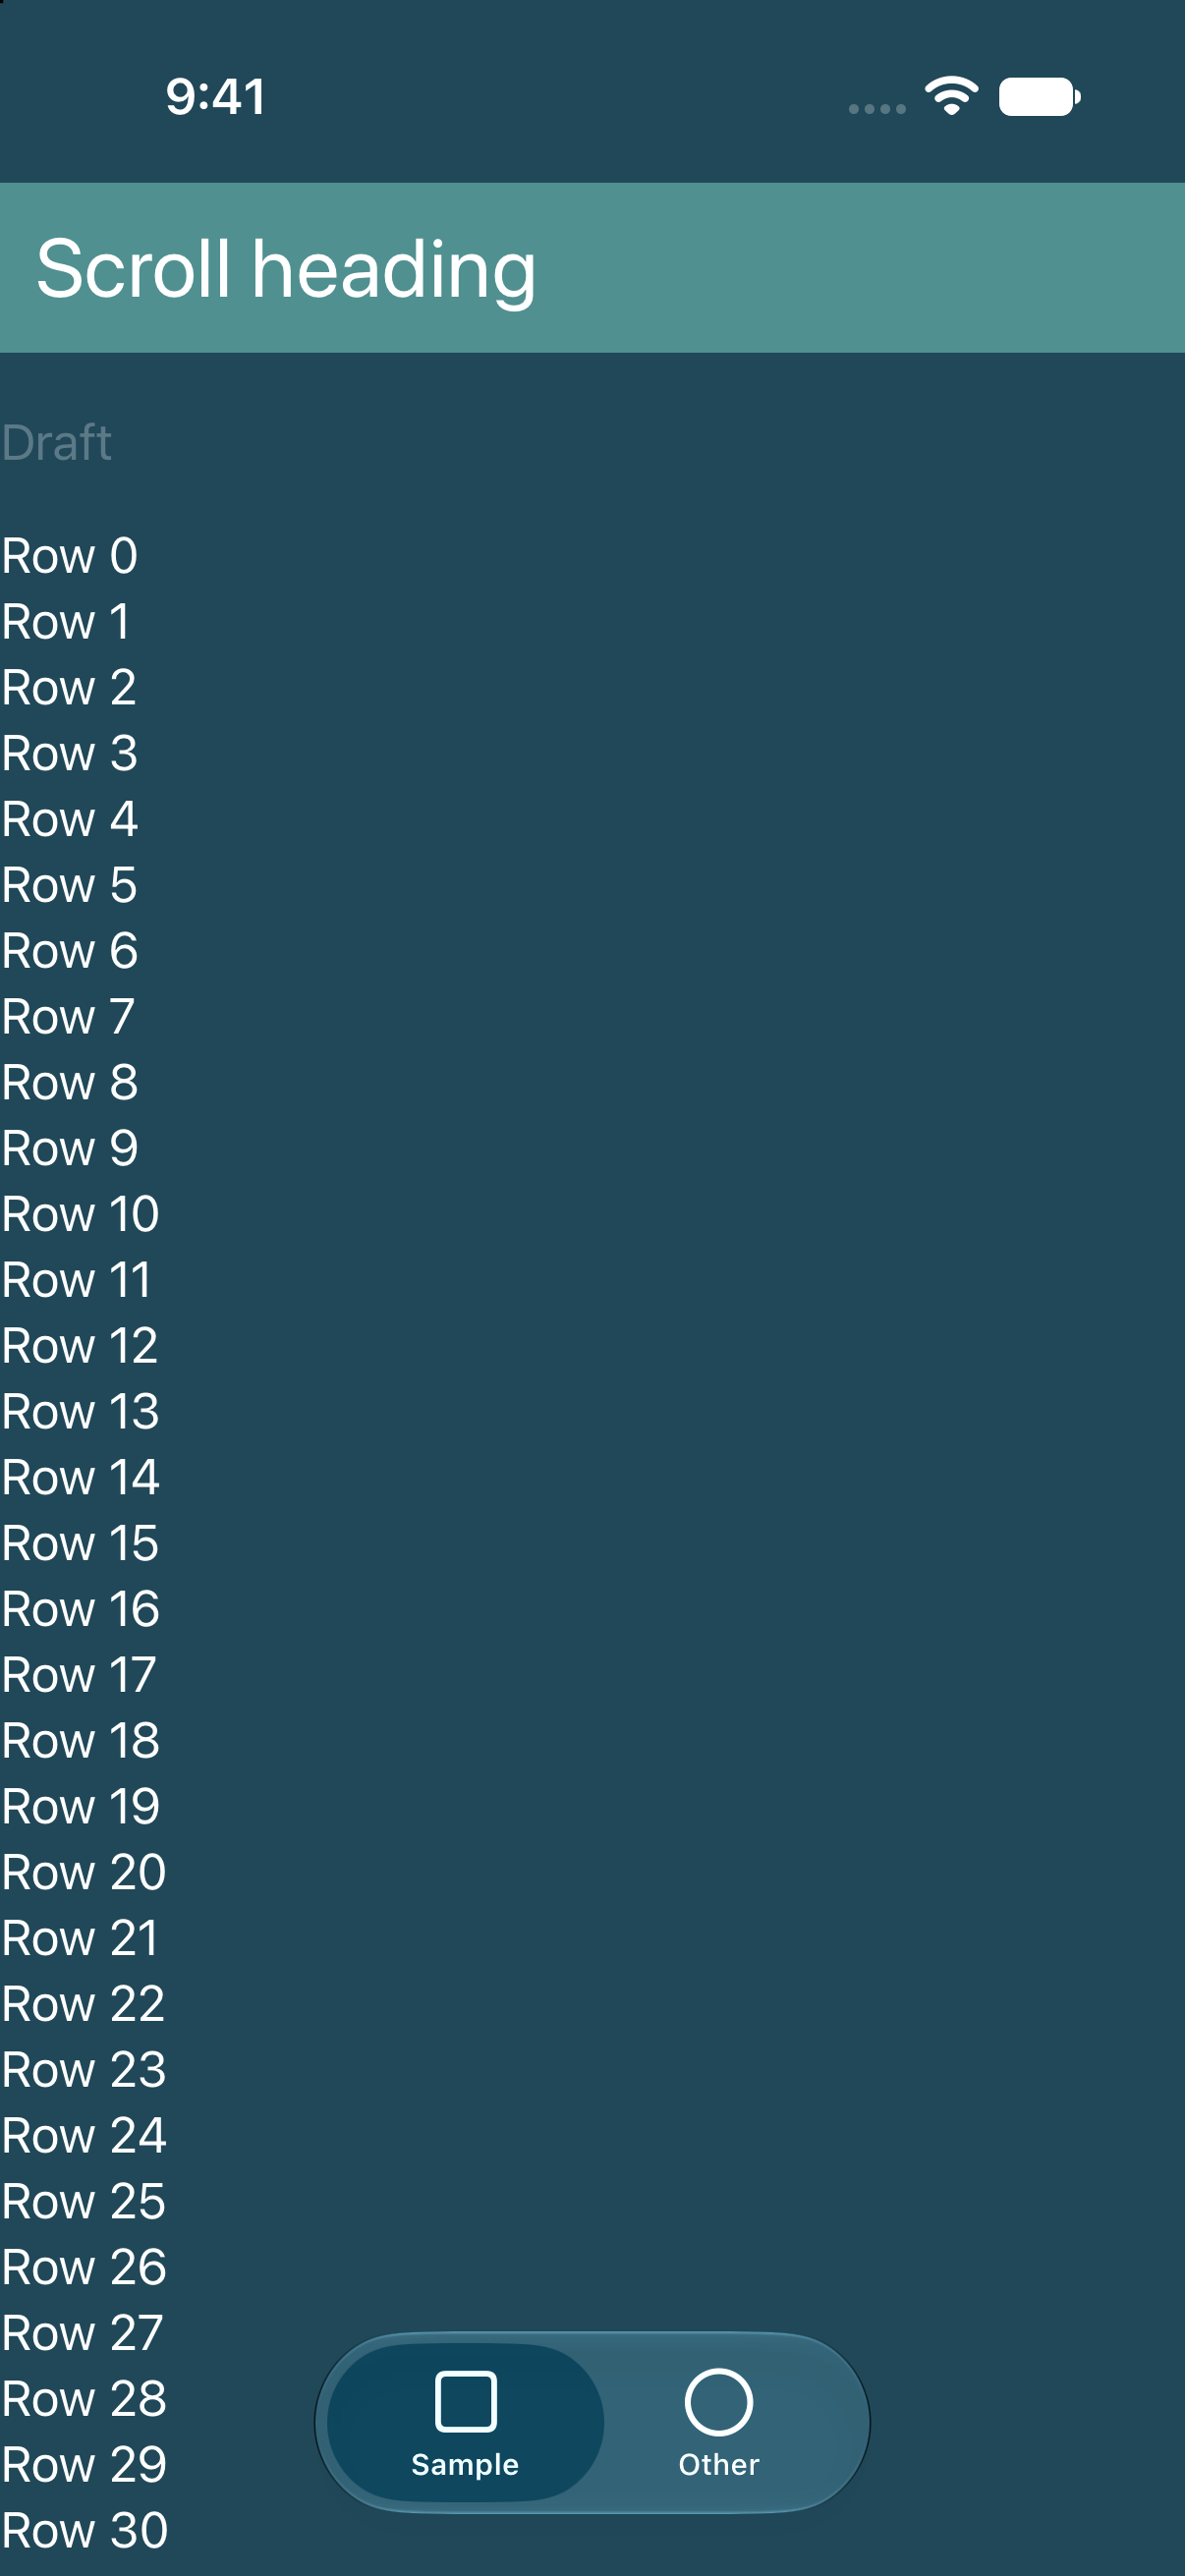 9:41
Scroll heading
Draft
Row 0
Row 1
Row 2
Row 3
Row 4
Row 5
Row 6
Row 7
Row 8
Row 9
Row 10
Row 11
Row 12
Row 13
Row 14
Row 15
Row 16
Row 17
Row 18
Row 19
Row 20
Row 21
Row 22
Row 23
Row 24
Row 25
Row 26
Row 27
Row 28
Row 29
Row 30
Sample
Other